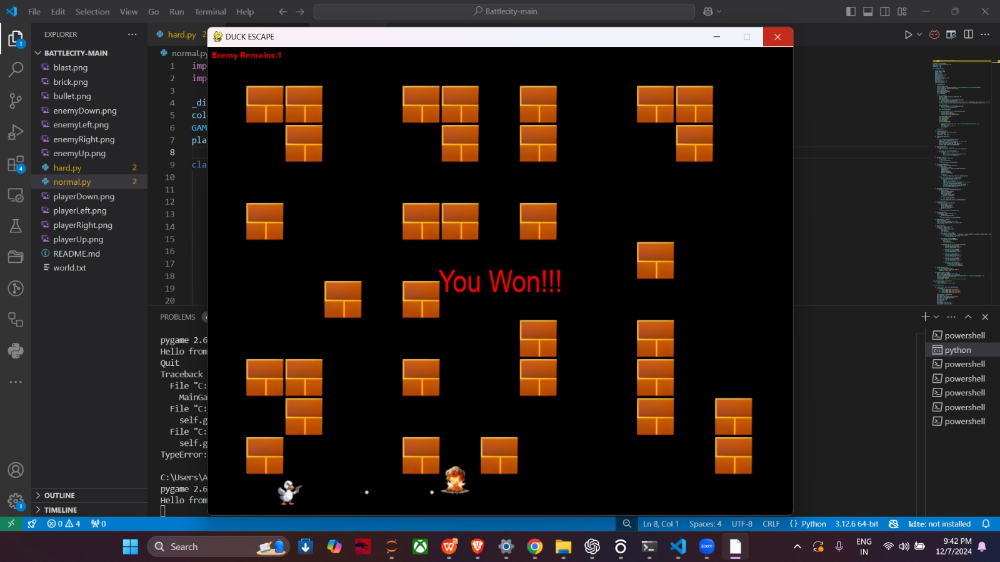 File Edit Selection View Go Run Terminal Help
Battlecity-main
EXPLORER
hard.py 2
DUCK ESCAPE
BATTLECITY-MAIN
normal.py
Enemy Remains:1
blast.png
brick.png
bullet.png
enemyDown.png
enemyLeft.png
enemyRight.png
enemyUp.png
hard.py 2
normal.py 2
playerDown.png
playerLeft.png
playerRight.png
playerUp.png
README.md
world.txt
OUTLINE
TIMELINE
1 imp
2 imp
3
4 _di
5 col
6 GAM
7 pla
8
9 cla
10
11
12
13
14
15
16
17
18
19
20
You Won!!!
PROBLEMS
pygame 2.6
Hello from
Quit
Traceback
File "C:
MainGa
File "C:
self.g
File "C:
self.g
TypeError:
C:\Users\A
pygame 2.6
Hello from
powershell
python
powershell
powershell
powershell
powershell
powershell
0 4 0
Ln 8, Col 1 Spaces: 4 UTF-8 CRLF {} Python 3.12.6 64-bit kite: not installed
Search
zoom
ENG
IN
9:42 PM
12/7/2024